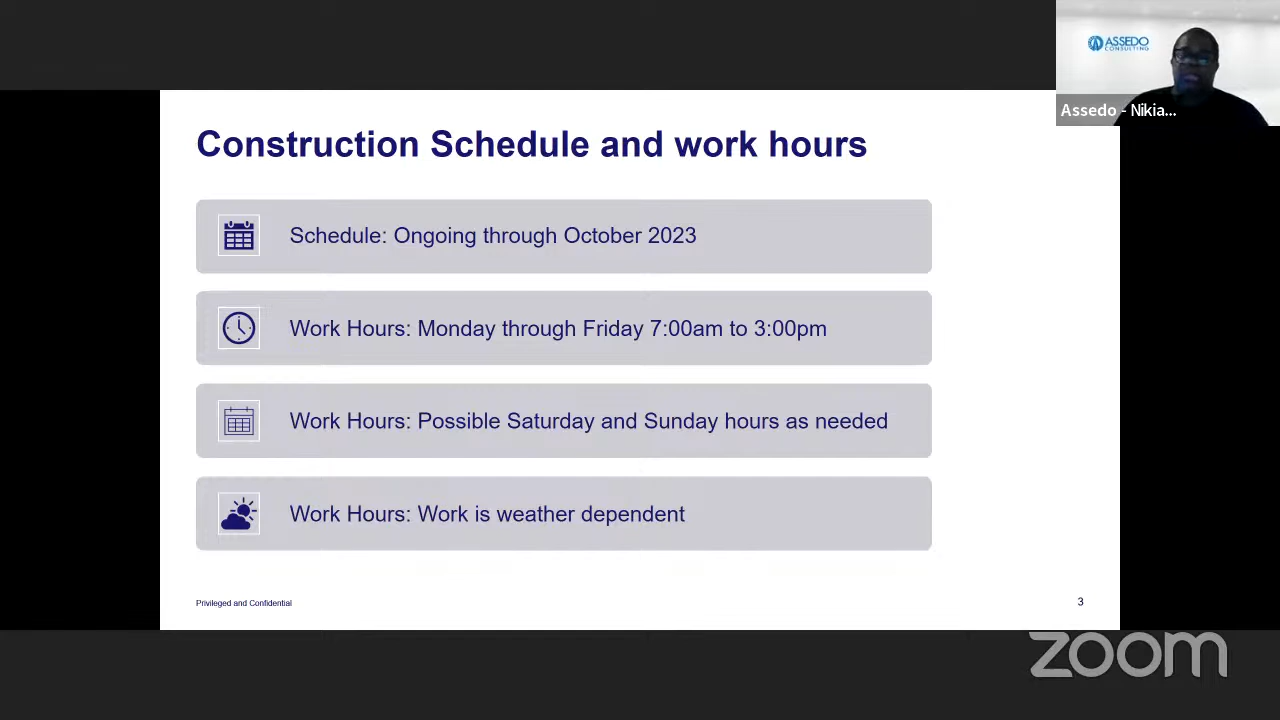 ASSEDO
CONSULTING
Assedo - Nikia...
Construction Schedule and work hours
Schedule: Ongoing through October 2023
Work Hours: Monday through Friday 7:00am to 3:00pm
Work Hours: Possible Saturday and Sunday hours as needed
Work Hours: Work is weather dependent
Privileged and Confidential
3
zoom